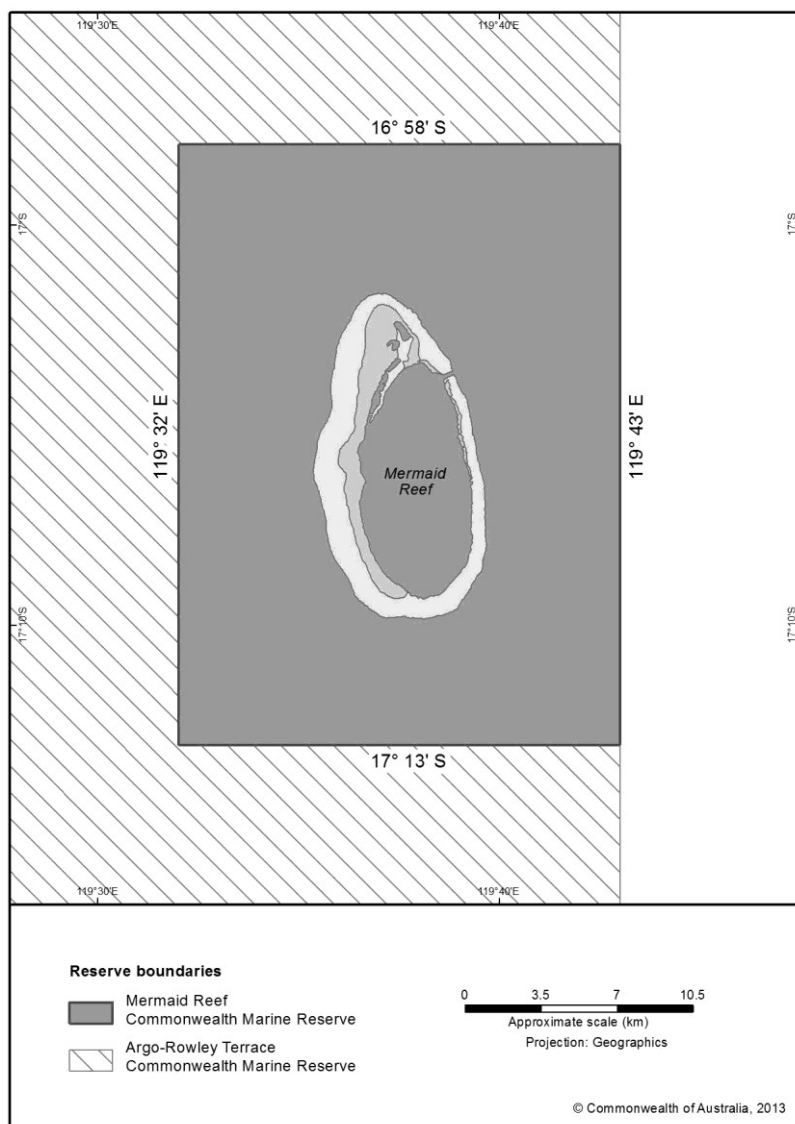 119°30'E
119°40'E
16° 58' S
17°S
17°S
119° 32' E
119° 43' E
Mermaid
Reef
17°10'S
17°10'S
17° 13' S
119°30'E
119°40'E
Reserve boundaries
Mermaid Reef
Commonwealth Marine Reserve
Argo-Rowley Terrace
Commonwealth Marine Reserve
0 3.5 7 10.5
Approximate scale (km)
Projection: Geographics
© Commonwealth of Australia, 2013